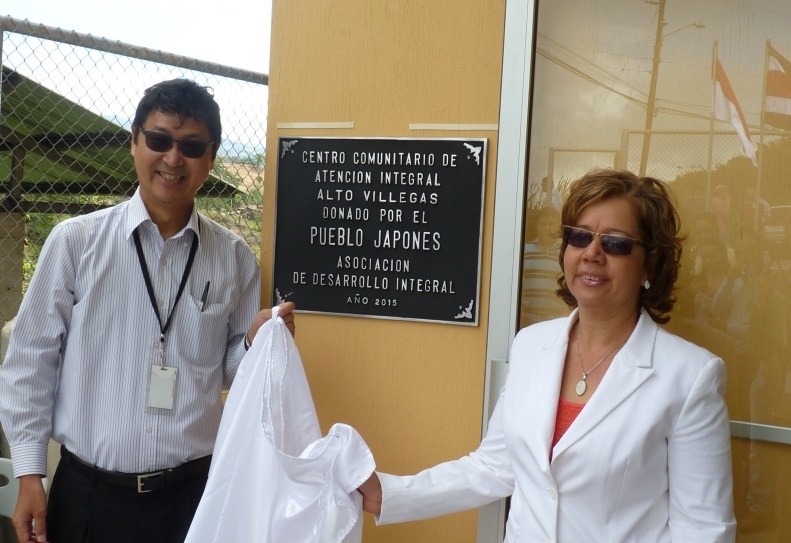 CENTRO COMUNITARIO DE
ATENCION INTEGRAL
ALTO VILLEGAS
DONADO POR EL
PUEBLO JAPONES
ASOCIACION
DE DESARROLLO INTEGRAL
AÑO 2015